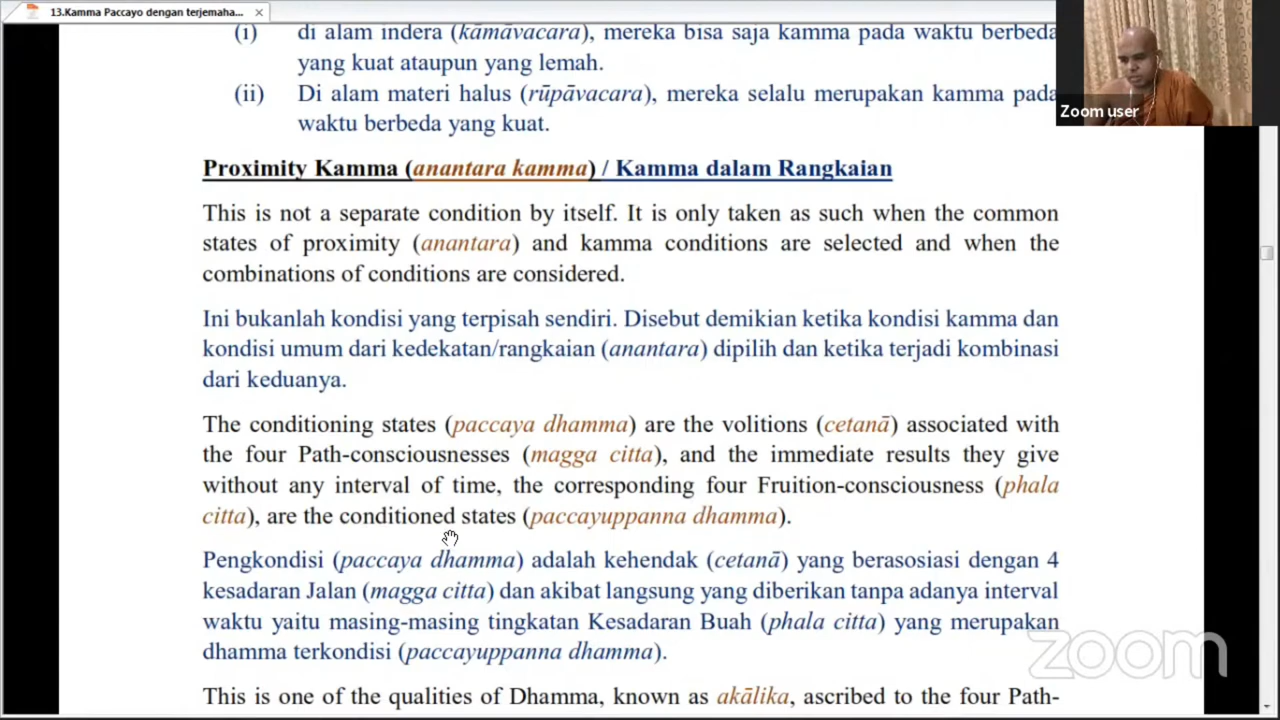 13.Kamma Paccayo dengan terjemaha...
(i) di alam indera (kāmāvacara), mereka bisa saja kamma pada waktu berbeda
yang kuat ataupun yang lemah.
(ii) Di alam materi halus (rūpāvacara), mereka selalu merupakan kamma pada
waktu berbeda yang kuat.
Zoom user
Proximity Kamma (anantara kamma) / Kamma dalam Rangkaian
This is not a separate condition by itself. It is only taken as such when the common
states of proximity (anantara) and kamma conditions are selected and when the
combinations of conditions are considered.
Ini bukanlah kondisi yang terpisah sendiri. Disebut demikian ketika kondisi kamma dan
kondisi umum dari kedekatan/rangkaian (anantara) dipilih dan ketika terjadi kombinasi
dari keduanya.
The conditioning states (paccaya dhamma) are the volitions (cetanā) associated with
the four Path-consciousnesses (magga citta), and the immediate results they give
without any interval of time, the corresponding four Fruition-consciousness (phala
citta), are the conditioned states (paccayuppanna dhamma).
Pengkondisi (paccaya dhamma) adalah kehendak (cetanā) yang berasosiasi dengan 4
kesadaran Jalan (magga citta) dan akibat langsung yang diberikan tanpa adanya interval
waktu yaitu masing-masing tingkatan Kesadaran Buah (phala citta) yang merupakan
dhamma terkondisi (paccayuppanna dhamma).
zoom
This is one of the qualities of Dhamma, known as akālika, ascribed to the four Path-